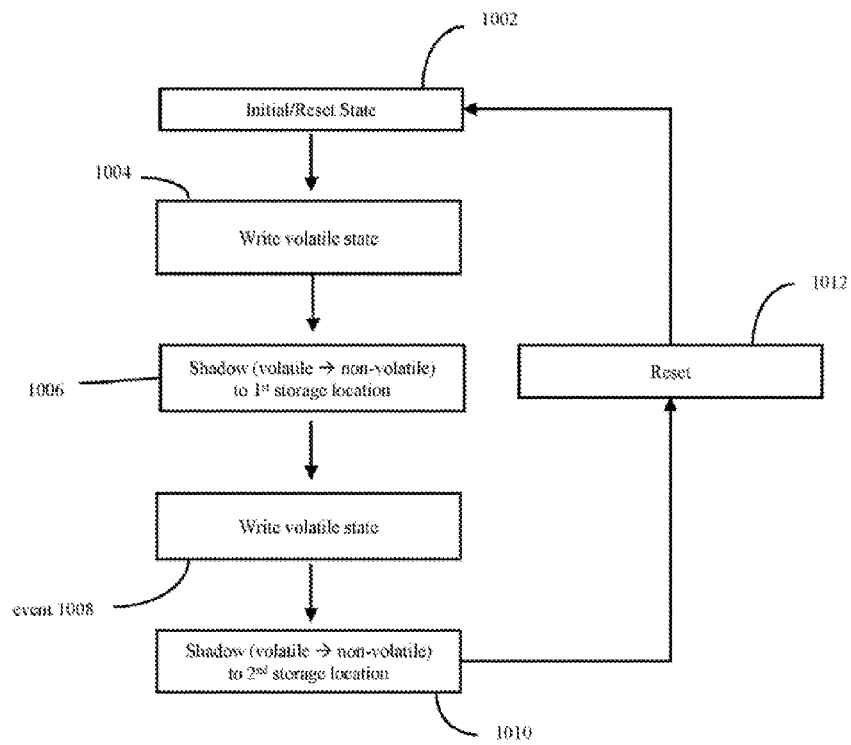 1002
Initial/Reset State
1004
Write volatile state
1012
Shadow (volatile → non-volatile)
to 1st storage location
Reset
1006
Write volatile state
event 1008
Shadow (volatile → non-volatile)
to 2nd storage location
1010